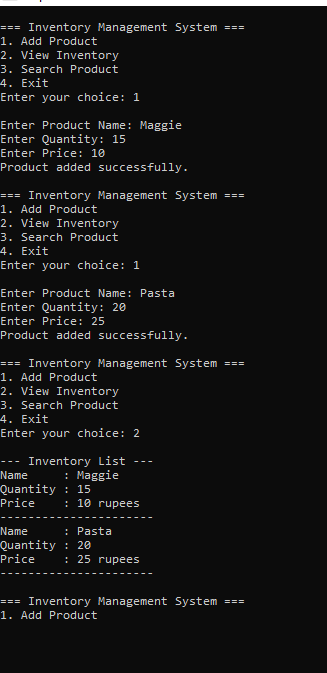 === Inventory Management System ===
1. Add Product
2. View Inventory
3. Search Product
4. Exit
Enter your choice: 1
Enter Product Name: Maggie
Enter Quantity: 15
Enter Price: 10
Product added successfully.
=== Inventory Management System ===
1. Add Product
2. View Inventory
3. Search Product
4. Exit
Enter your choice: 1
Enter Product Name: Pasta
Enter Quantity: 20
Enter Price: 25
Product added successfully.
=== Inventory Management System ===
1. Add Product
2. View Inventory
3. Search Product
4. Exit
Enter your choice: 2
--- Inventory List ---
Name     : Maggie
Quantity : 15
Price    : 10 rupees
----------------------
Name     : Pasta
Quantity : 20
Price    : 25 rupees
----------------------
=== Inventory Management System ===
1. Add Product